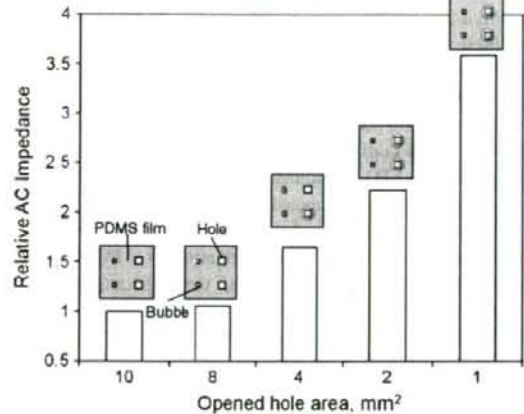 4
3.5
3
2.5
2
1.5
1
0.5
Relative AC Impedance
PDMS film
Hole
Bubble
10 8 4 2 1
Opened hole area, mm²